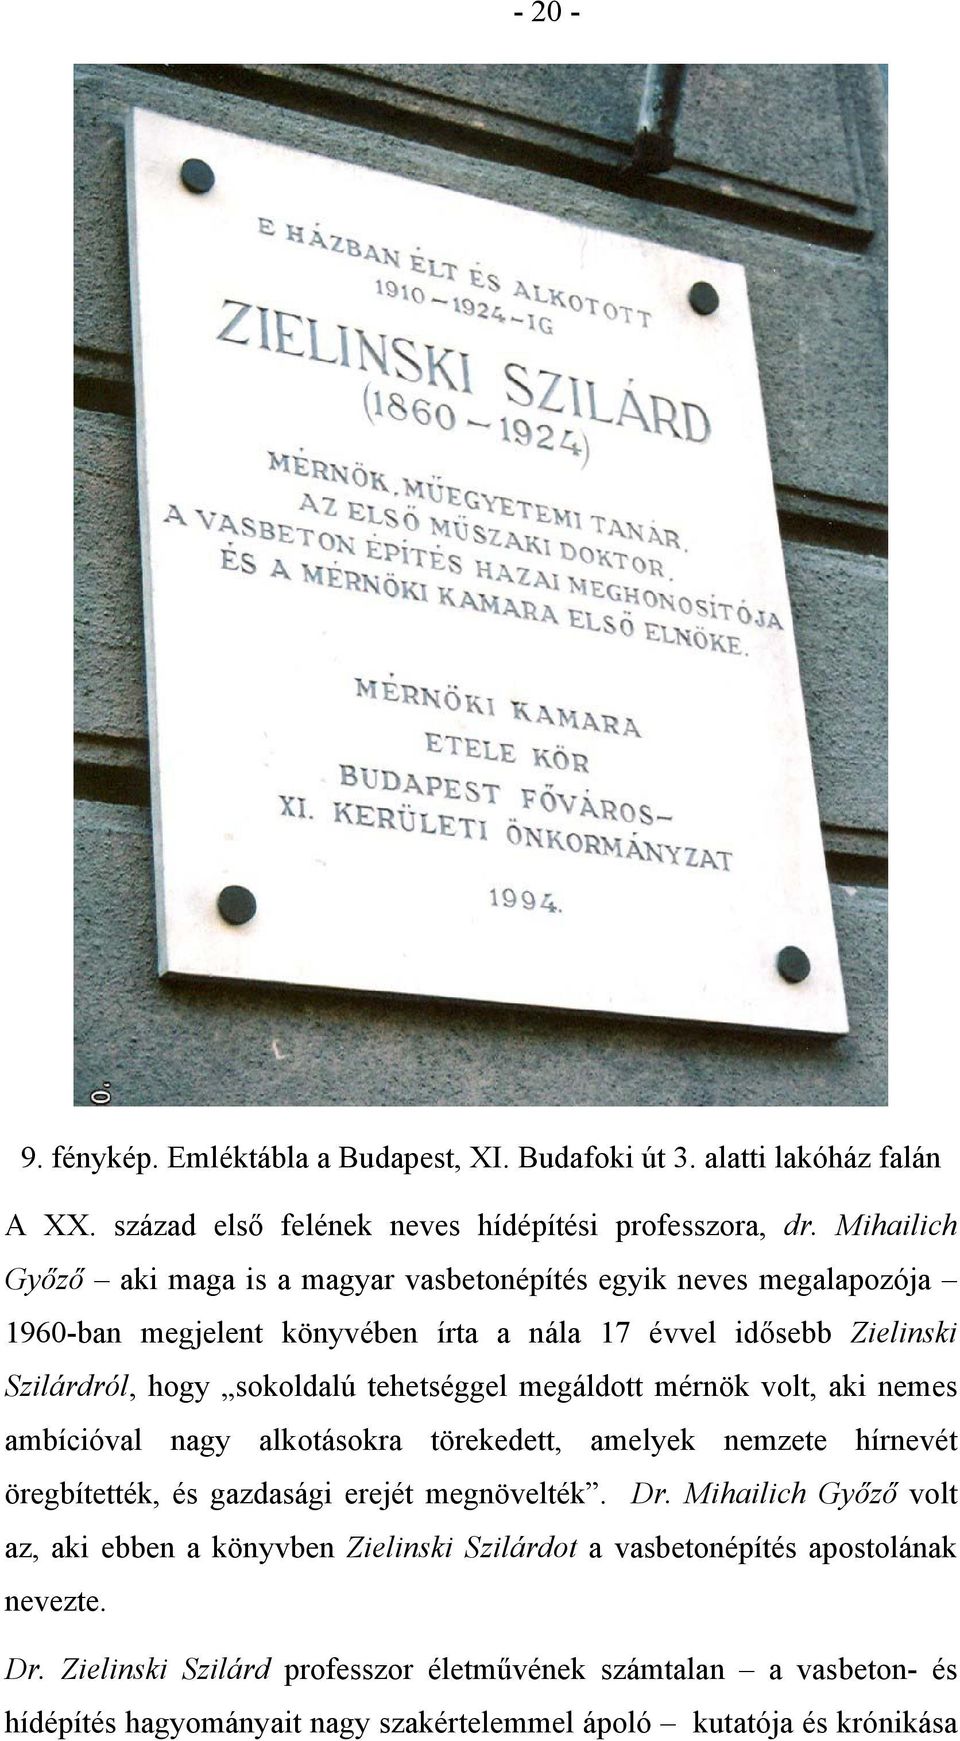 - 20 -
E HÁZBAN ÉLT ÉS ALKOTOTT
1910–1924-IG
ZIELINSKI SZILÁRD
(1860–1924)
MÉRNÖK, MŰEGYETEMI TANÁR.
AZ ELSŐ MŰSZAKI DOKTOR.
A VASBETON ÉPÍTÉS HAZAI MEGHONOSÍTÓJA
ÉS A MÉRNÖKI KAMARA ELSŐ ELNÖKE.
MÉRNÖKI KAMARA
ETELE KÖR
BUDAPEST FŐVÁROS–
XI. KERÜLETI ÖNKORMÁNYZAT
1994.
0.
9. fénykép. Emléktábla a Budapest, XI. Budafoki út 3. alatti lakóház falán
A XX. század első felének neves hídépítési professzora, dr. Mihailich
Győző – aki maga is a magyar vasbetonépítés egyik neves megalapozója –
1960-ban megjelent könyvében írta a nála 17 évvel idősebb Zielinski
Szilárdról, hogy „sokoldalú tehetséggel megáldott mérnök volt, aki nemes
ambícióval nagy alkotásokra törekedett, amelyek nemzete hírnevét
öregbítették, és gazdasági erejét megnövelték”. Dr. Mihailich Győző volt
az, aki ebben a könyvben Zielinski Szilárdot a vasbetonépítés apostolának
nevezte.
Dr. Zielinski Szilárd professzor életművének számtalan – a vasbeton- és
hídépítés hagyományait nagy szakértelemmel ápoló – kutatója és krónikása